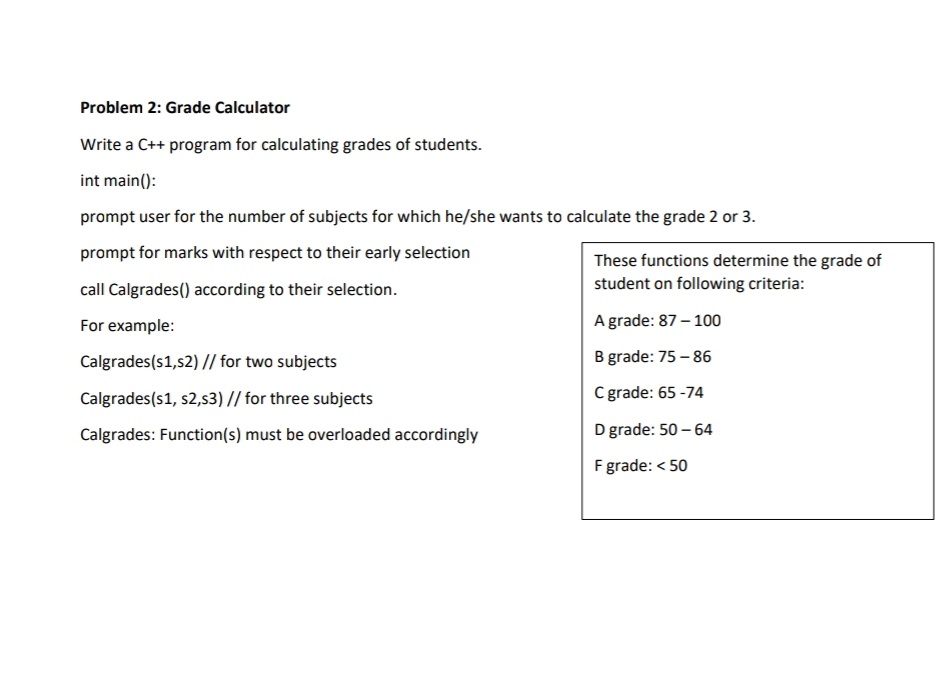 Problem 2: Grade Calculator
Write a C++ program for calculating grades of students.
int main():
prompt user for the number of subjects for which he/she wants to calculate the grade 2 or 3.
prompt for marks with respect to their early selection
call Calgrades() according to their selection.
For example:
Calgrades(s1,s2) // for two subjects
Calgrades(s1, s2,s3) // for three subjects
Calgrades: Function(s) must be overloaded accordingly
These functions determine the grade of
student on following criteria:
A grade: 87 – 100
B grade: 75 – 86
C grade: 65 -74
D grade: 50 – 64
F grade: < 50